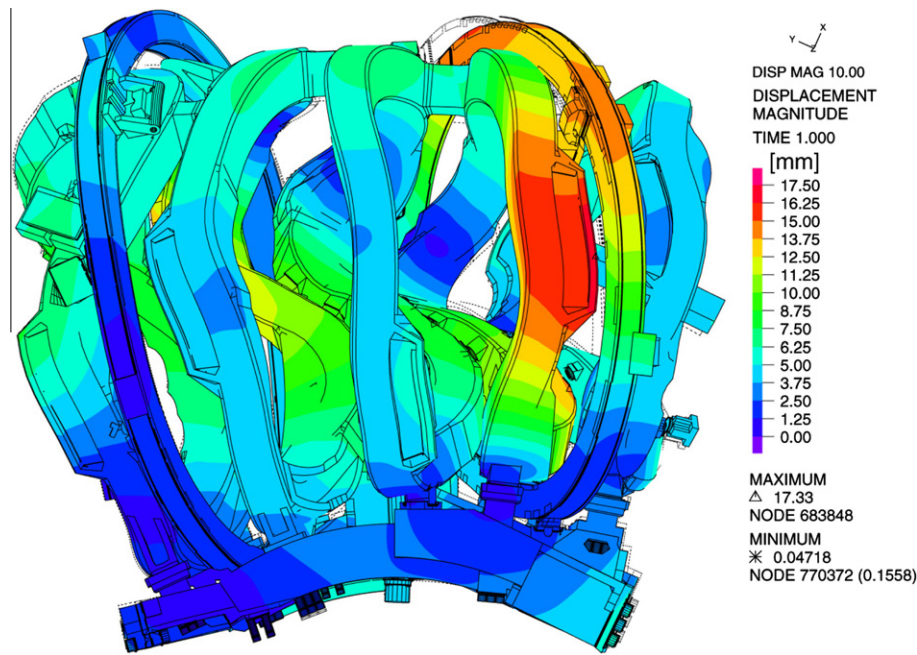 X
Y
Z
DISP MAG 10.00
DISPLACEMENT
MAGNITUDE
TIME 1.000
[mm]
17.50
16.25
15.00
13.75
12.50
11.25
10.00
8.75
7.50
6.25
5.00
3.75
2.50
1.25
0.00
MAXIMUM
△ 17.33
NODE 683848
MINIMUM
✳ 0.04718
NODE 770372 (0.1558)